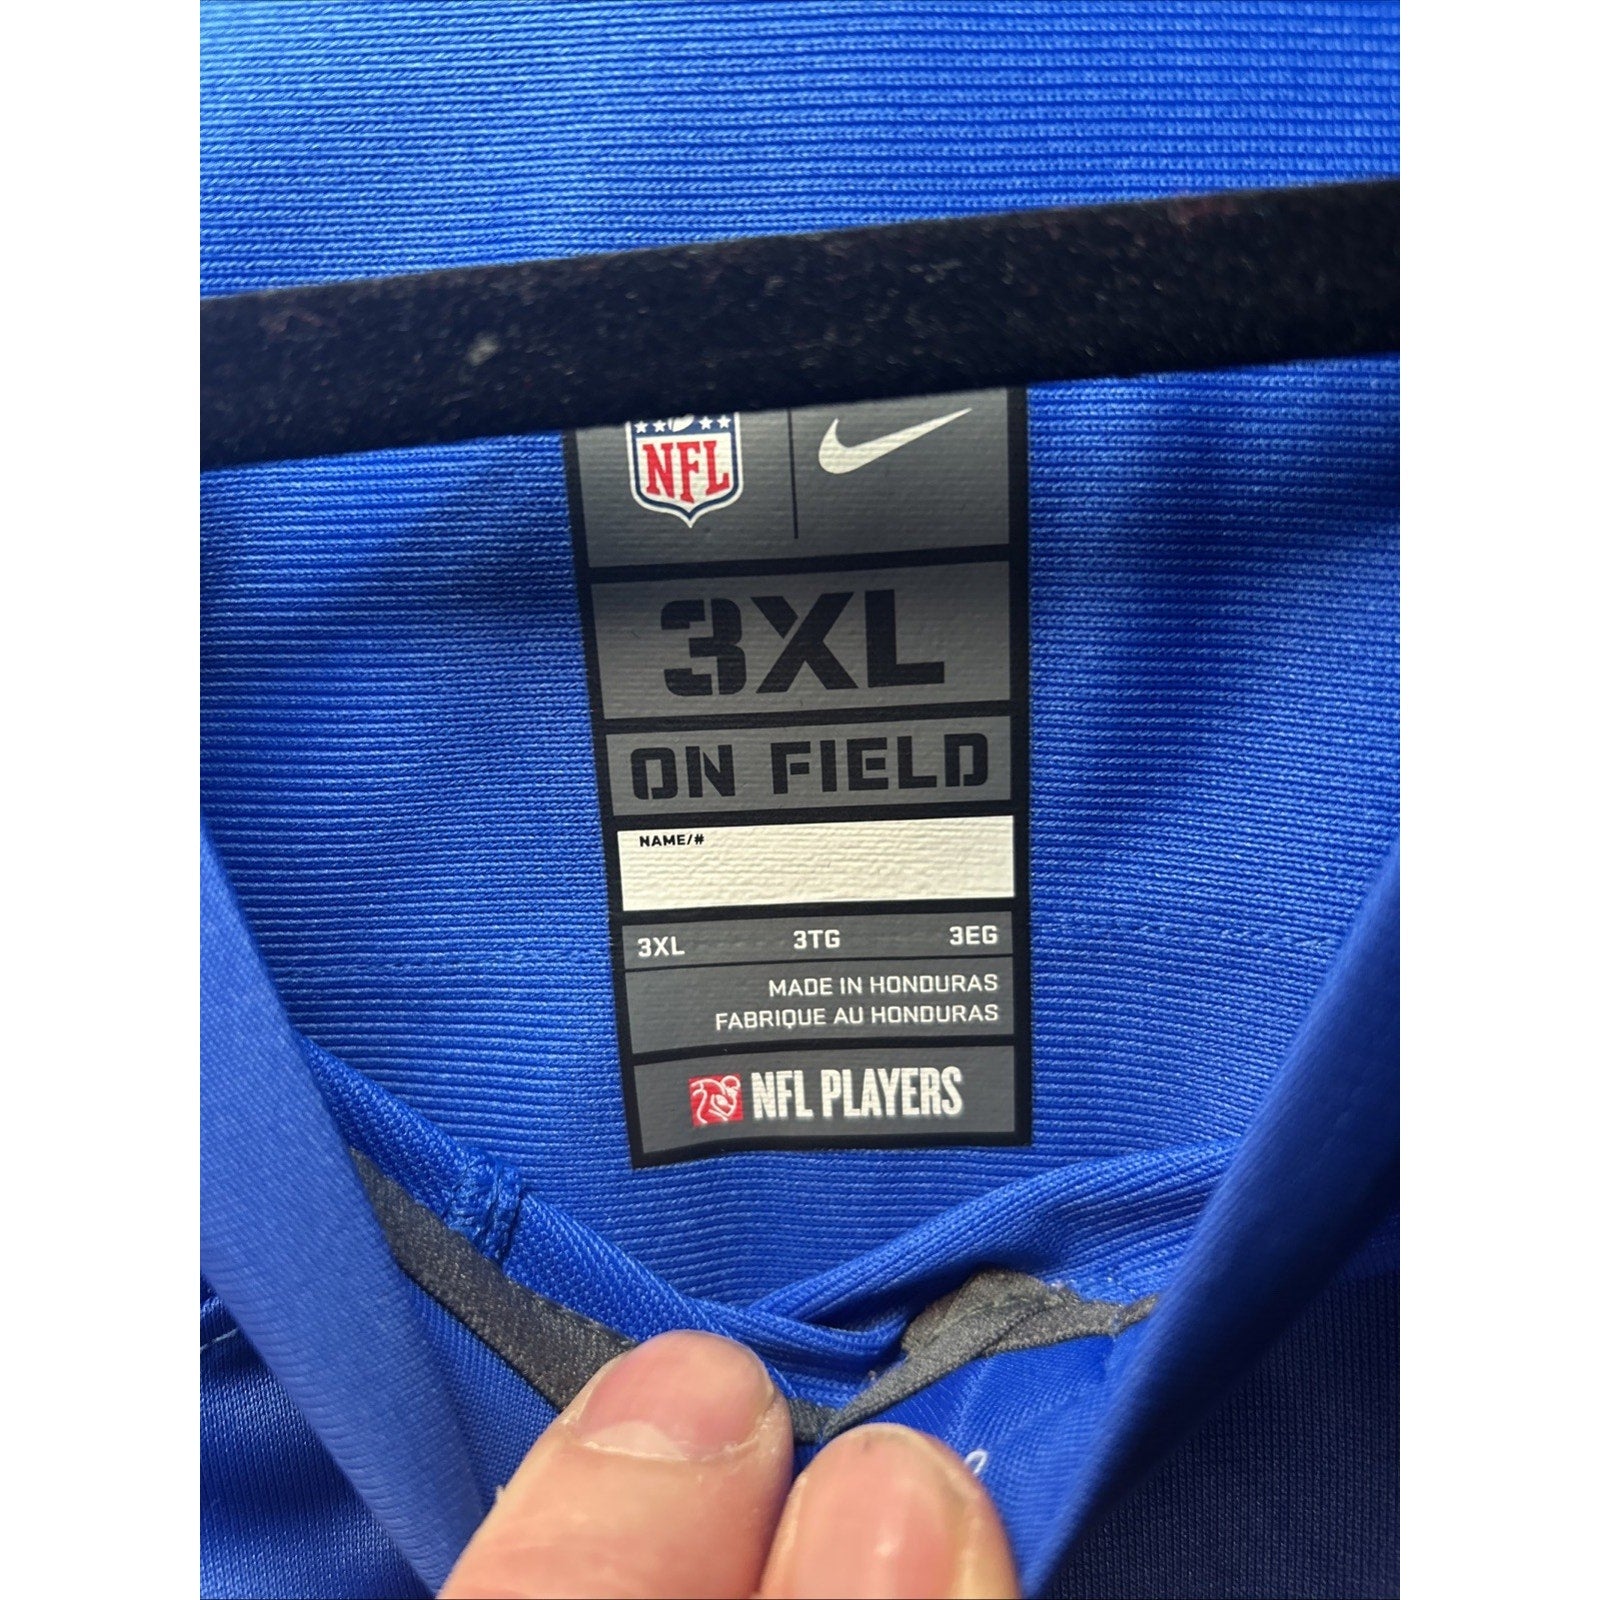 NFL
3XL
ON FIELD
NAME/#
3XL 3TG 3EG
MADE IN HONDURAS
FABRIQUE AU HONDURAS
NFL PLAYERS